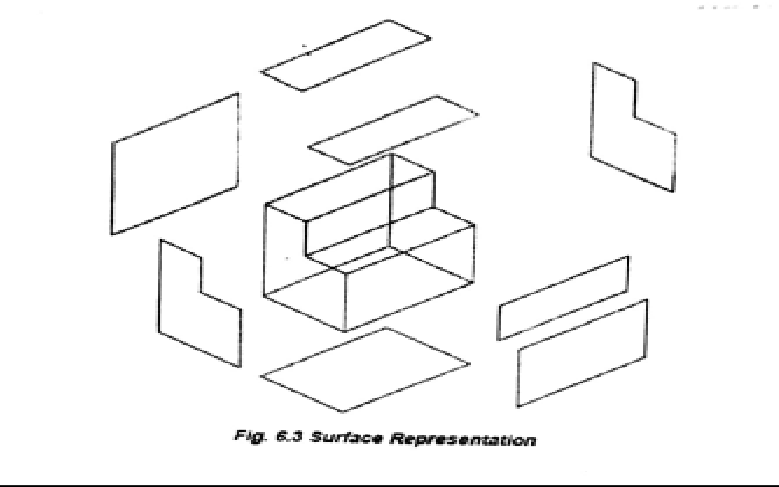 Fig. 6.3 Surface Representation